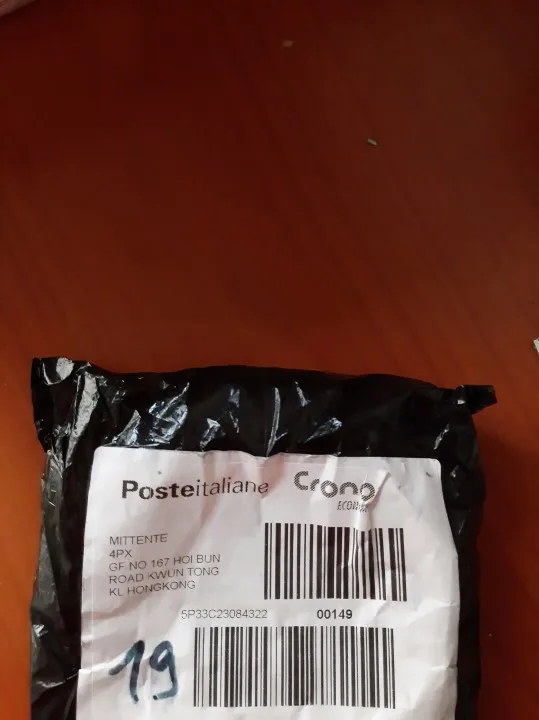 Posteitaliane Crono
MITTENTE
4PX
GF NO 167 HOI BUN
ROAD KWUN TONG
KL HONGKONG
5P33C23084322 00149
19